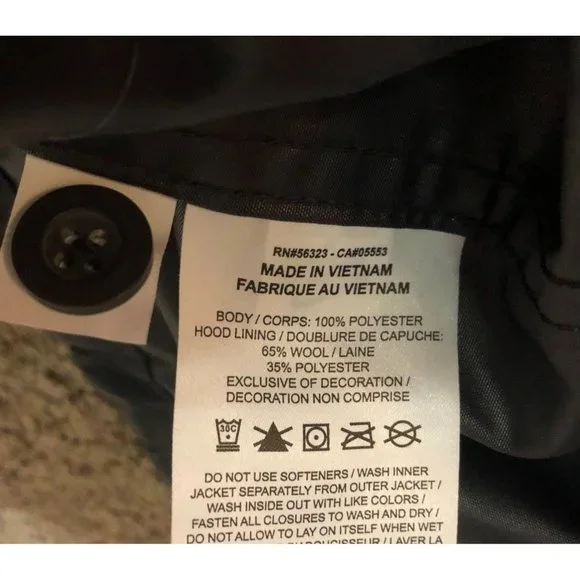 RN#56323 - CA#05553
MADE IN VIETNAM
FABRIQUE AU VIETNAM
BODY / CORPS: 100% POLYESTER
HOOD LINING / DOUBLURE DE CAPUCHE:
65% WOOL / LAINE
35% POLYESTER
EXCLUSIVE OF DECORATION /
DECORATION NON COMPRISE
30C
DO NOT USE SOFTENERS / WASH INNER
JACKET SEPARATELY FROM OUTER JACKET /
WASH INSIDE OUT WITH LIKE COLORS /
FASTEN ALL CLOSURES TO WASH AND DRY /
DO NOT ALLOW TO LAY ON ITSELF WHEN WET
D'ADOUCISSEUR / LAVER LA